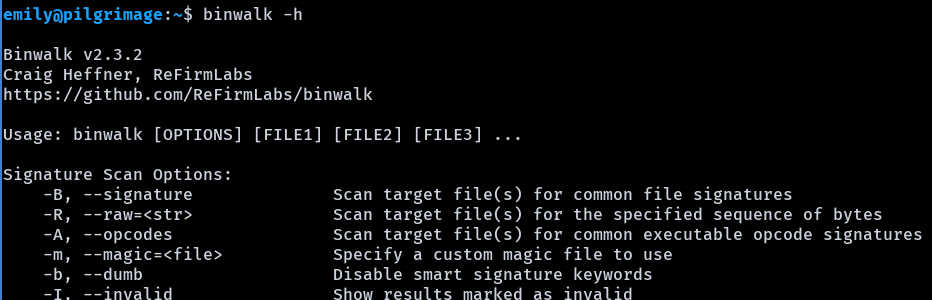 emily@pilgrimage:~$ binwalk -h
Binwalk v2.3.2
Craig Heffner, ReFirmLabs
https://github.com/ReFirmLabs/binwalk
Usage: binwalk [OPTIONS] [FILE1] [FILE2] [FILE3] ...
Signature Scan Options:
-B, --signature Scan target file(s) for common file signatures
-R, --raw=<str> Scan target file(s) for the specified sequence of bytes
-A, --opcodes Scan target file(s) for common executable opcode signatures
-m, --magic=<file> Specify a custom magic file to use
-b, --dumb Disable smart signature keywords
-I, --invalid Show results marked as invalid